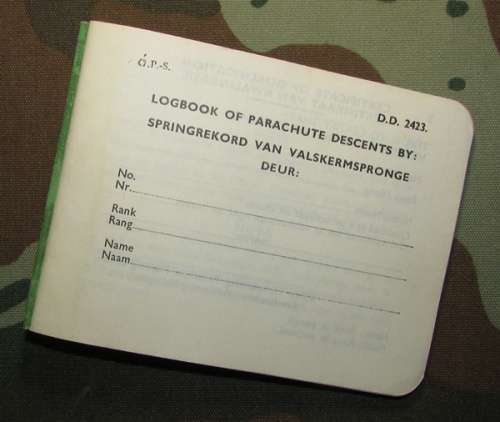 G.P.-S.
D.D. 2423.
LOGBOOK OF PARACHUTE DESCENTS BY:
SPRINGREKORD VAN VALSKERMSPRONGE
DEUR:
No.
Nr.
Rank
Rang
Name
Naam